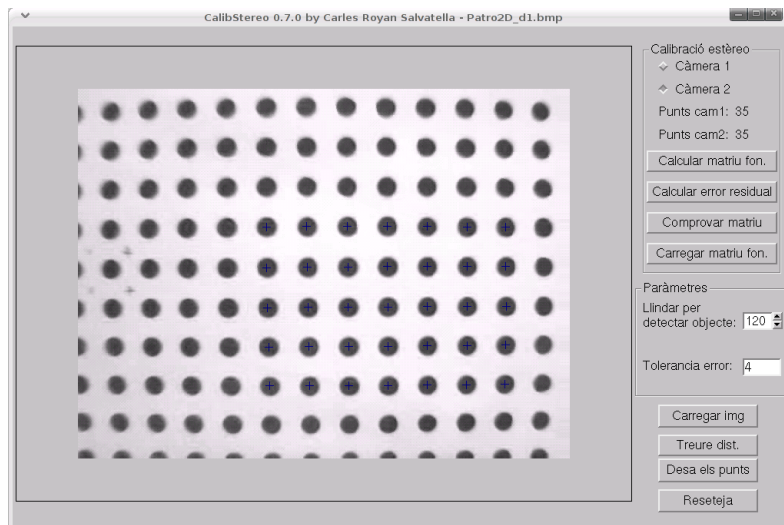 CalibStereo 0.7.0 by Carles Royan Salvatella - Patro2D_d1.bmp
Calibració estèreo
Càmera 1
Càmera 2
Punts cam1: 35
Punts cam2: 35
Calcular matriu fon.
Calcular error residual
Comprovar matriu
Carregar matriu fon.
Paràmetres
Llindar per
detectar objecte: 120
Tolerancia error: 4
Carregar img
Treure dist.
Desa els punts
Reseteja